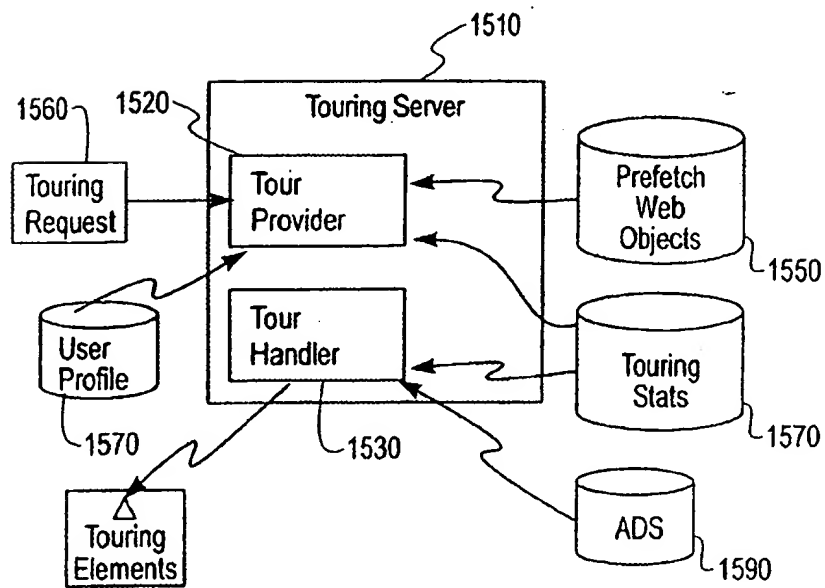 1510
1560
1520
Touring Server
Touring
Request
Tour
Provider
Prefetch
Web
Objects
1550
User
Profile
1570
Tour
Handler
1530
Touring
Stats
1570
Touring
Elements
ADS
1590